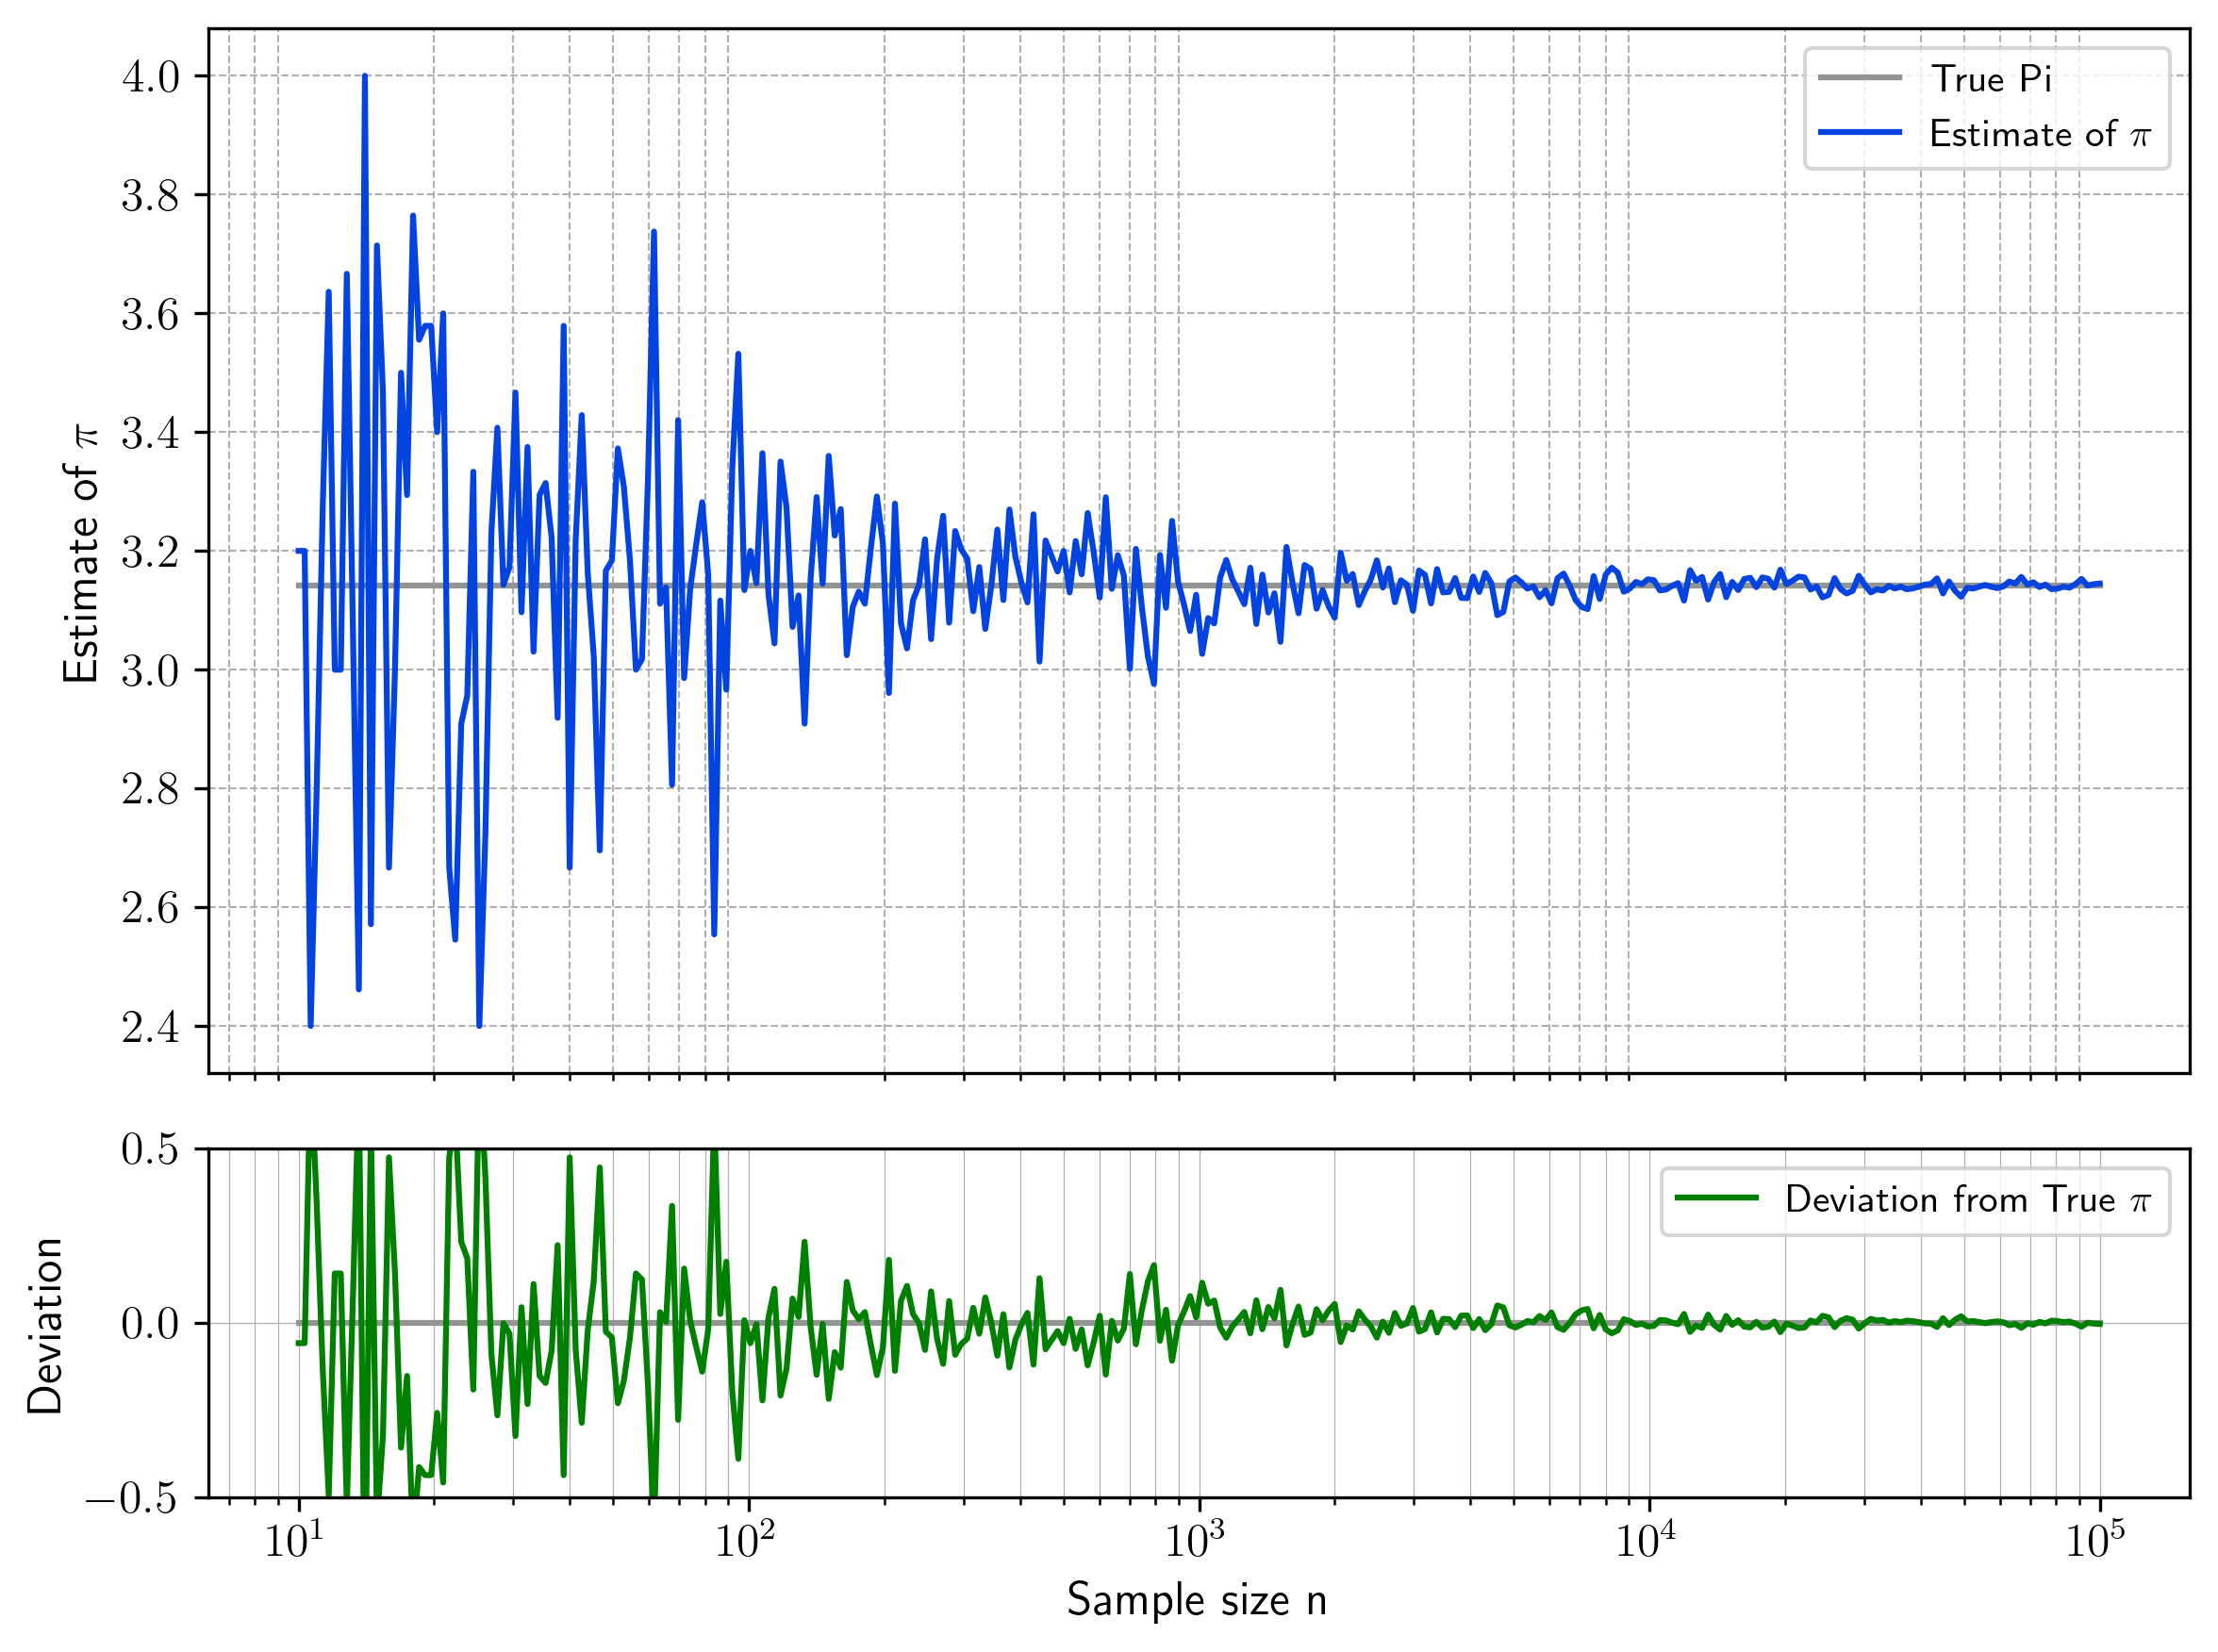 4.0
3.8
3.6
3.4
3.2
3.0
2.8
2.6
2.4
Estimate of π
True Pi
Estimate of π
0.5
0.0
−0.5
Deviation
Deviation from True π
10¹ 10² 10³ 10⁴ 10⁵
Sample size n